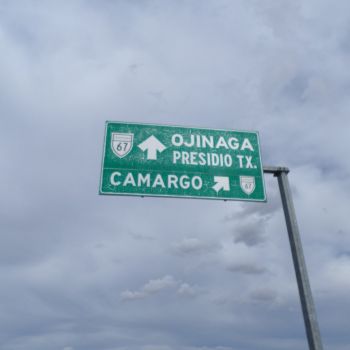 OJINAGA
67 PRESIDIO TX.
CAMARGO 67